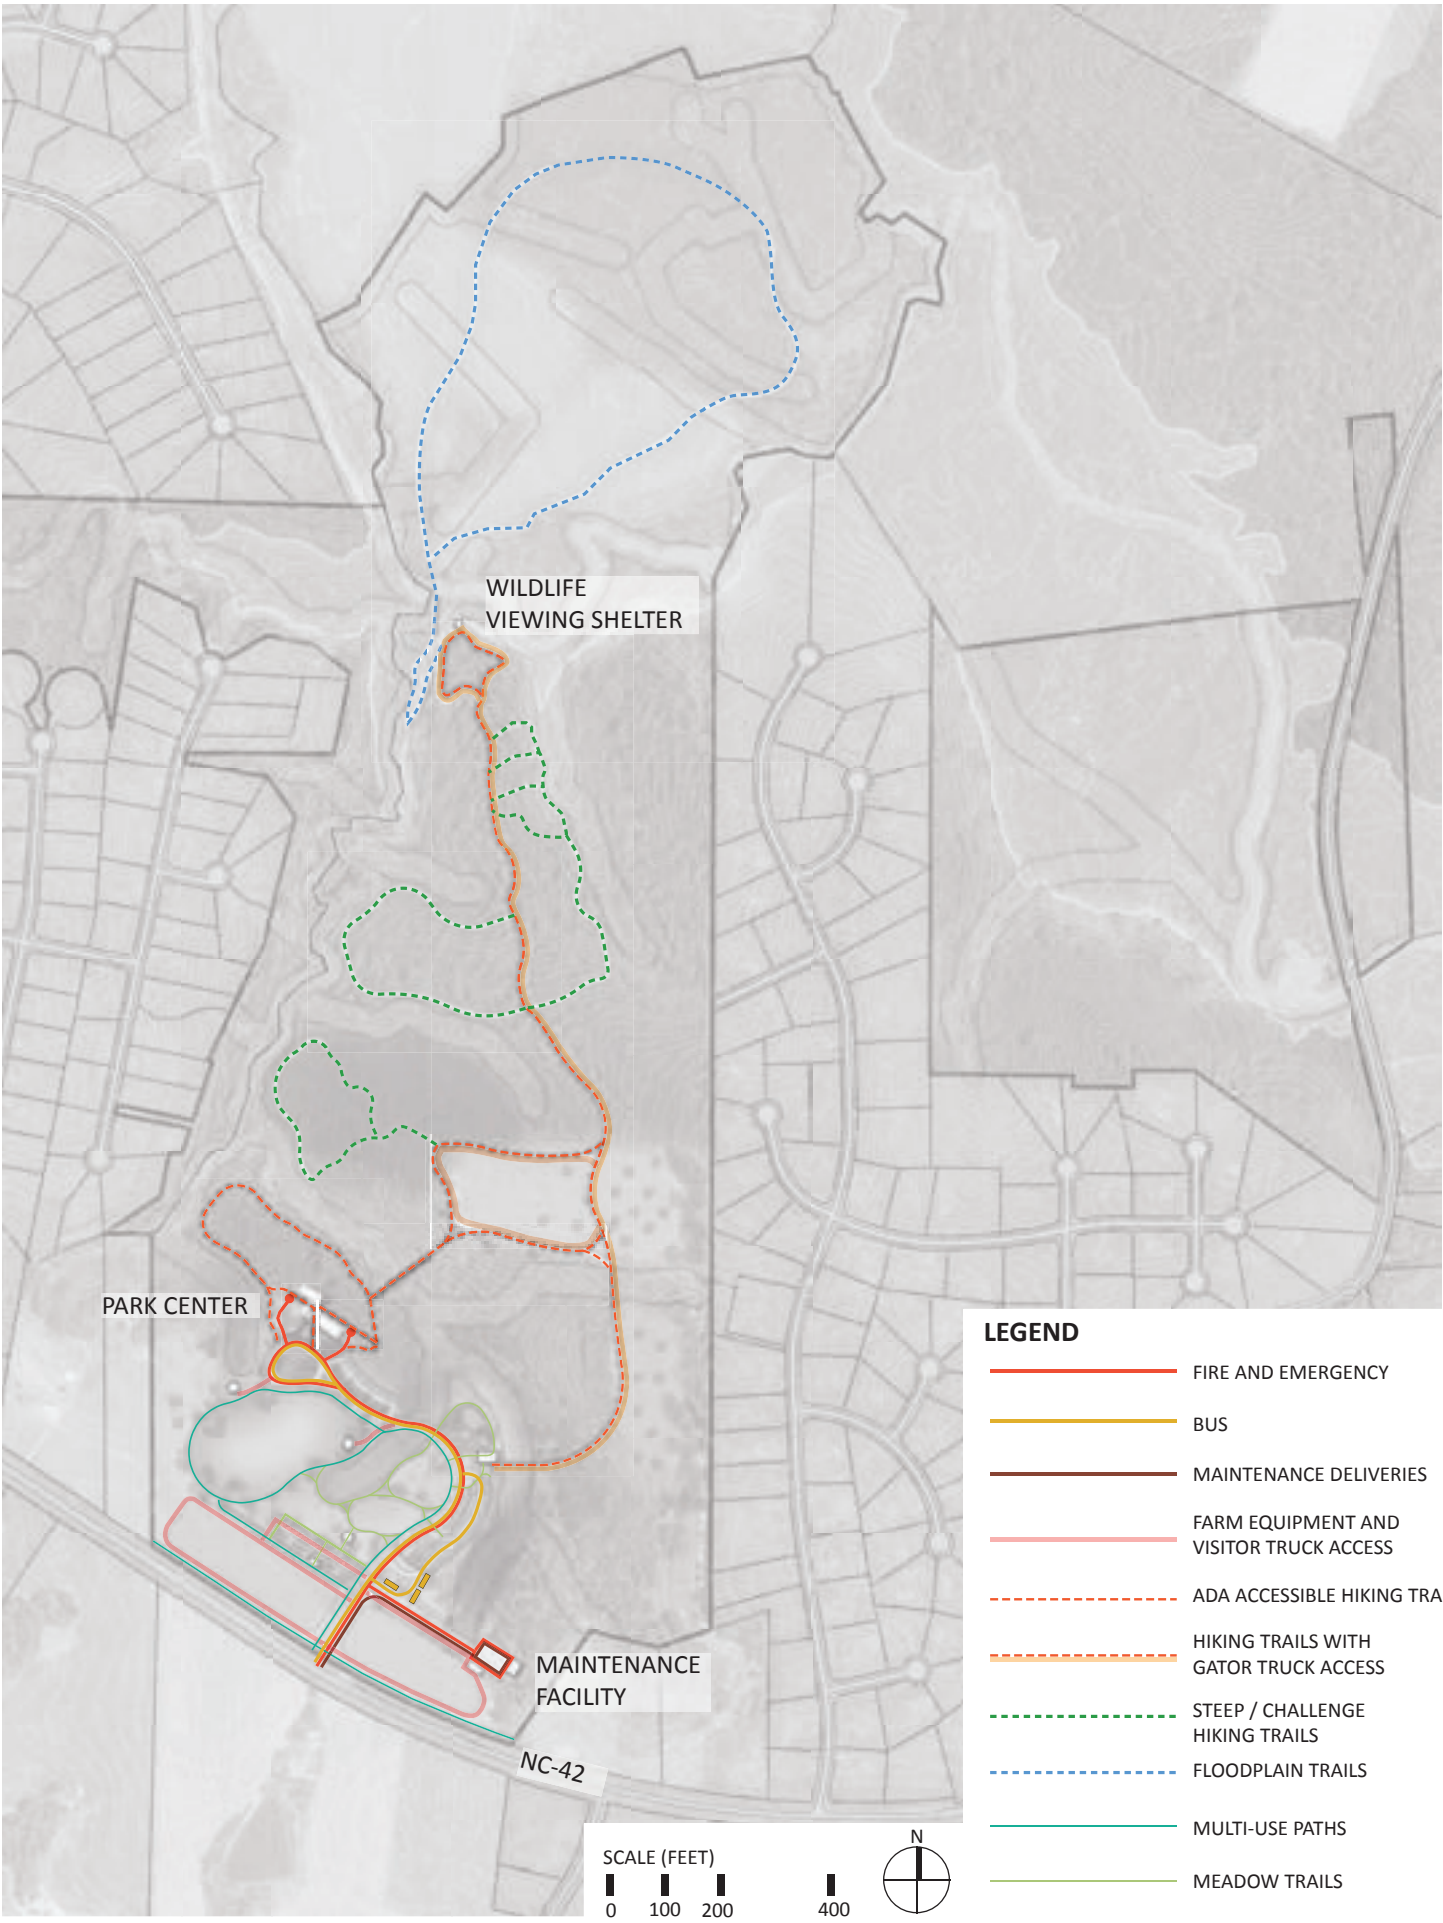 WILDLIFE
VIEWING SHELTER
PARK CENTER
MAINTENANCE
FACILITY
NC-42
LEGEND
FIRE AND EMERGENCY
BUS
MAINTENANCE DELIVERIES
FARM EQUIPMENT AND
VISITOR TRUCK ACCESS
ADA ACCESSIBLE HIKING TRA
HIKING TRAILS WITH
GATOR TRUCK ACCESS
STEEP / CHALLENGE
HIKING TRAILS
FLOODPLAIN TRAILS
MULTI-USE PATHS
MEADOW TRAILS
SCALE (FEET)
0 100 200 400
N